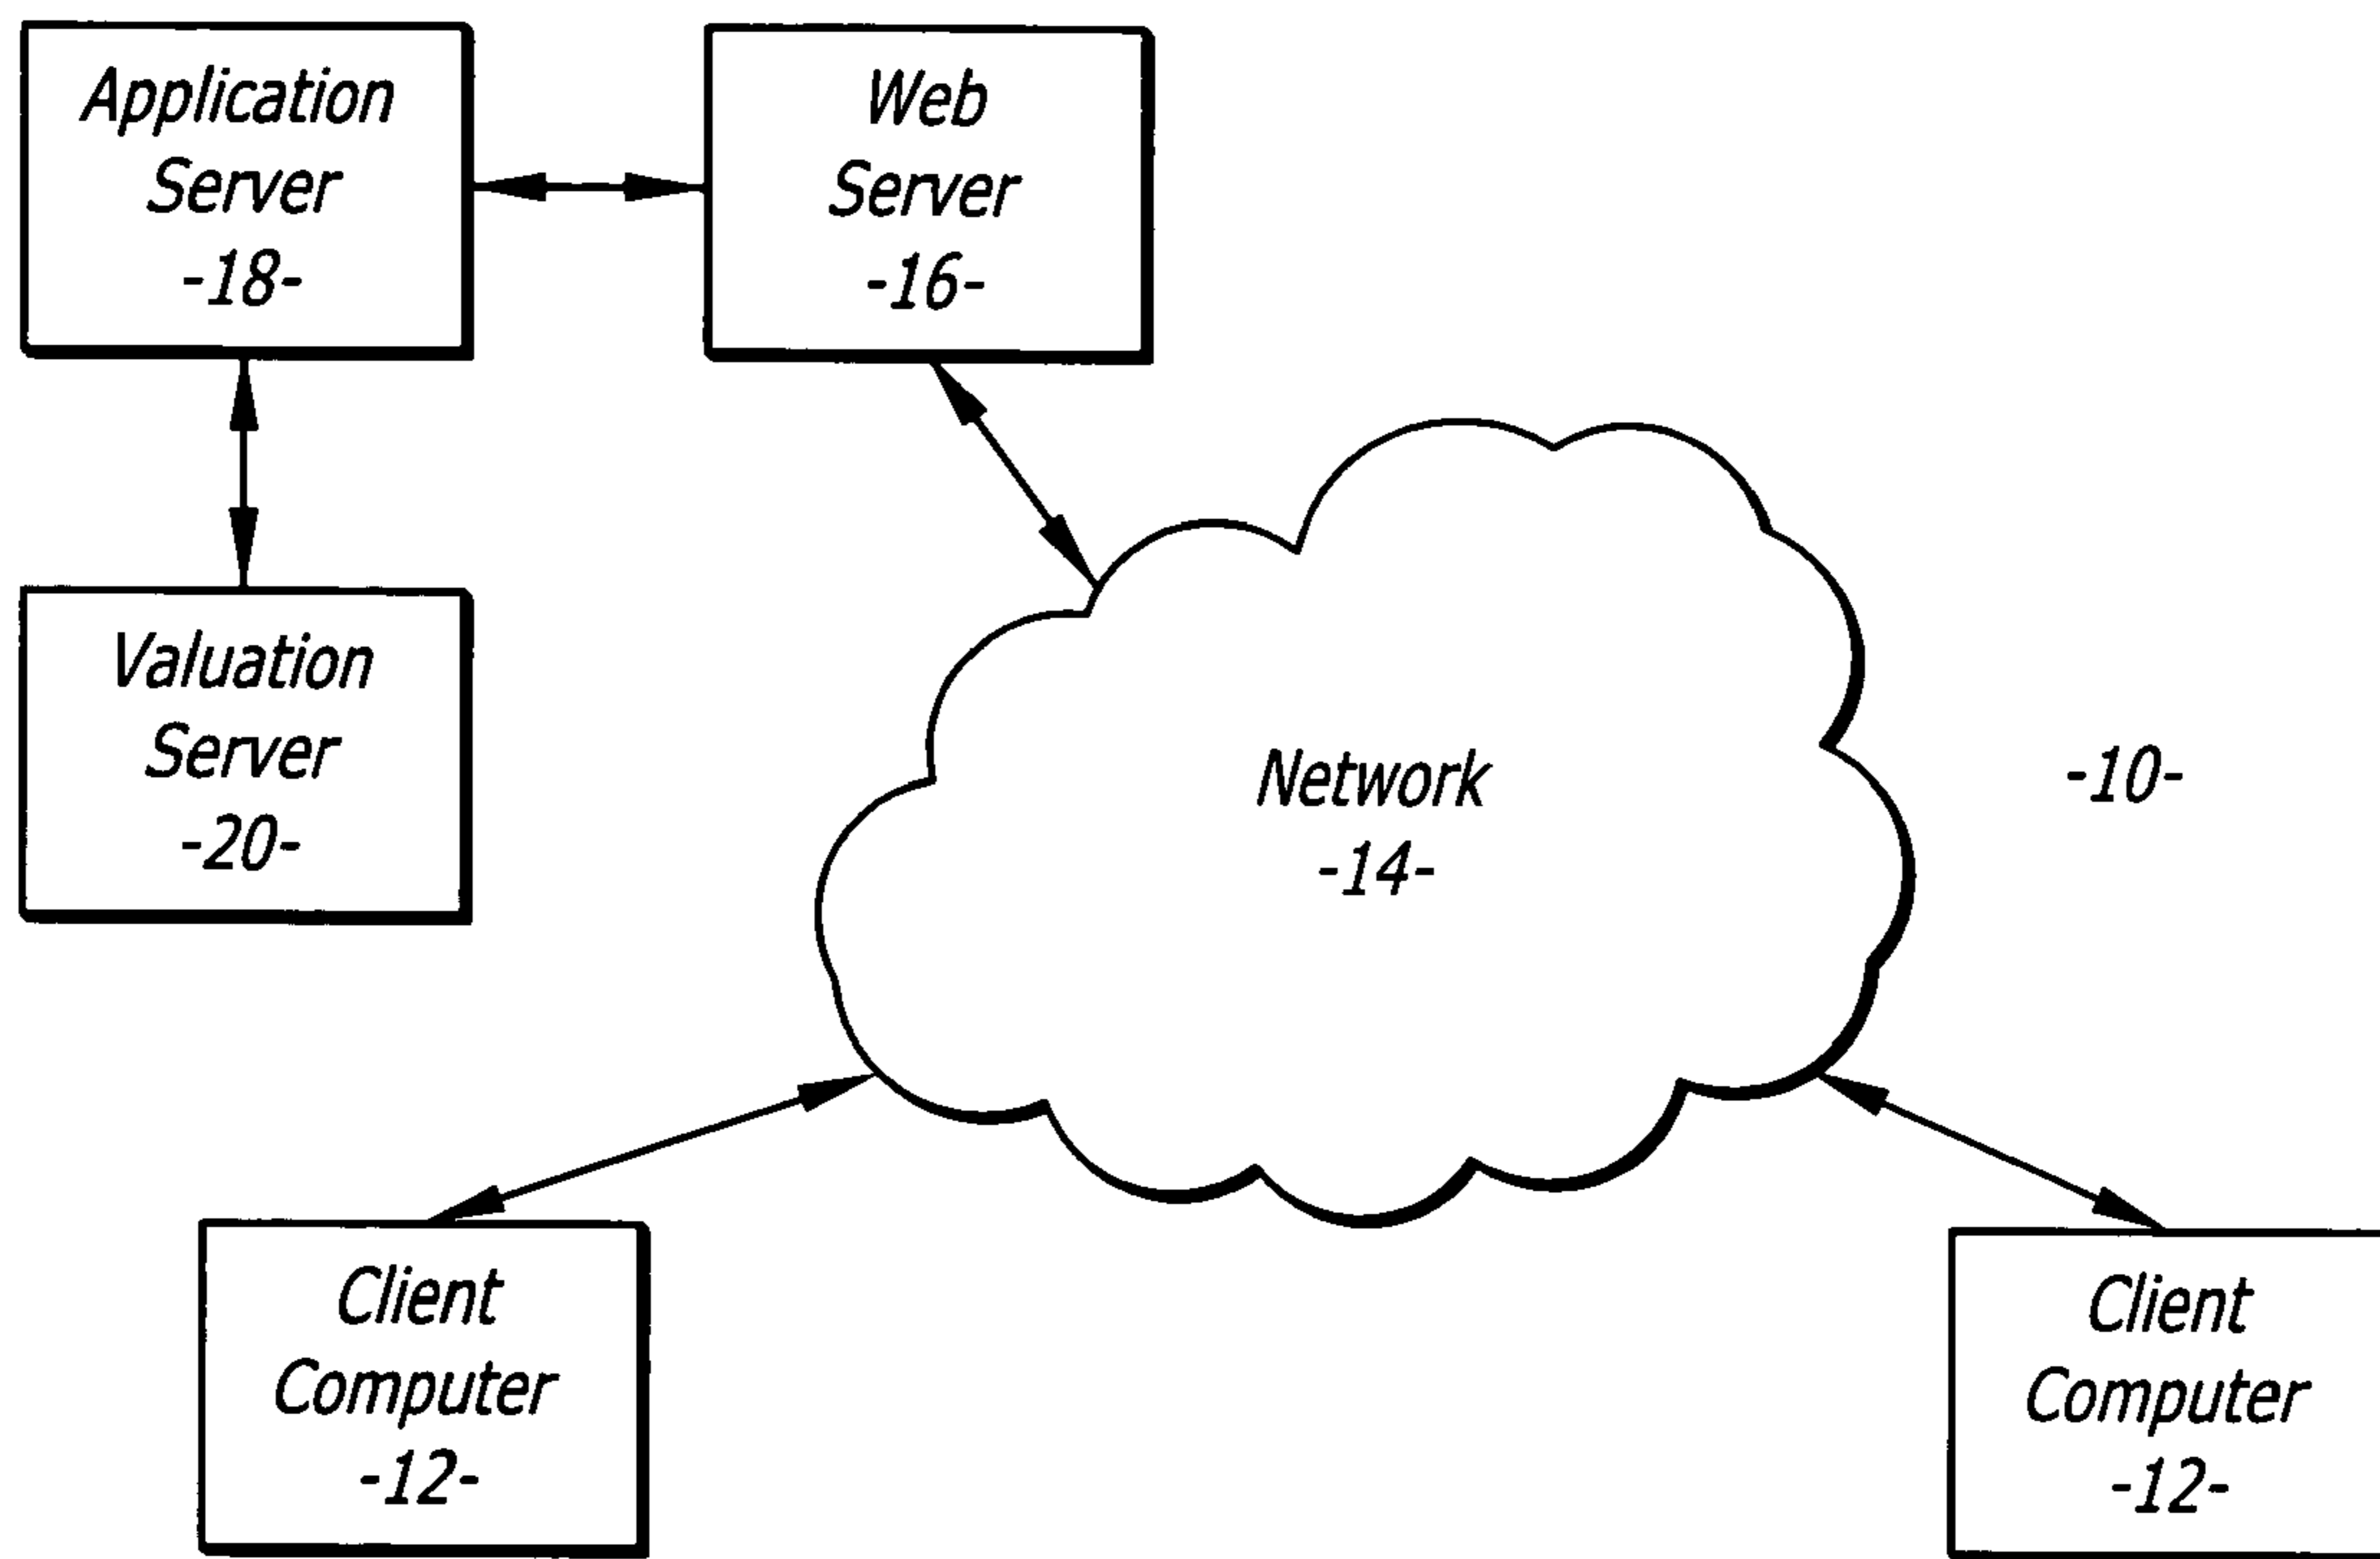 Application
Server
-18-
Web
Server
-16-
Valuation
Server
-20-
Network
-14-
-10-
Client
Computer
-12-
Client
Computer
-12-